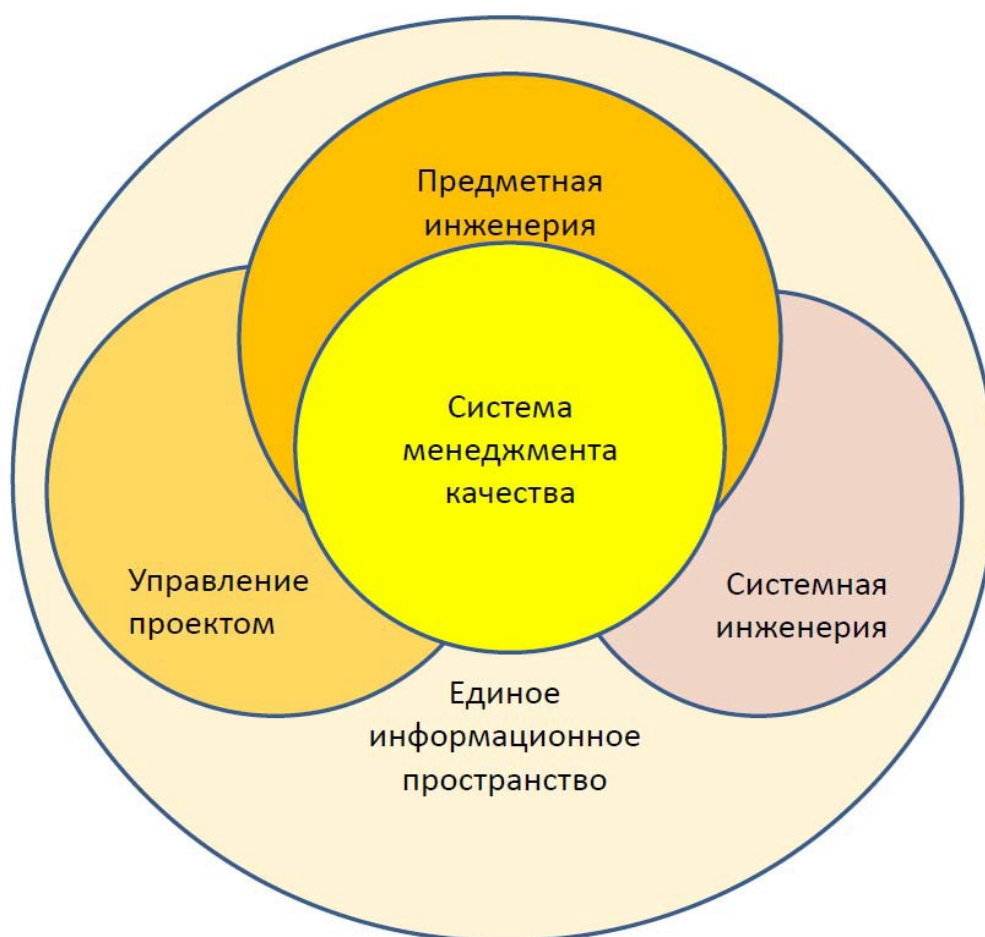 Предметная
инженерия
Система
менеджмента
качества
Управление
проектом
Системная
инженерия
Единое
информационное
пространство